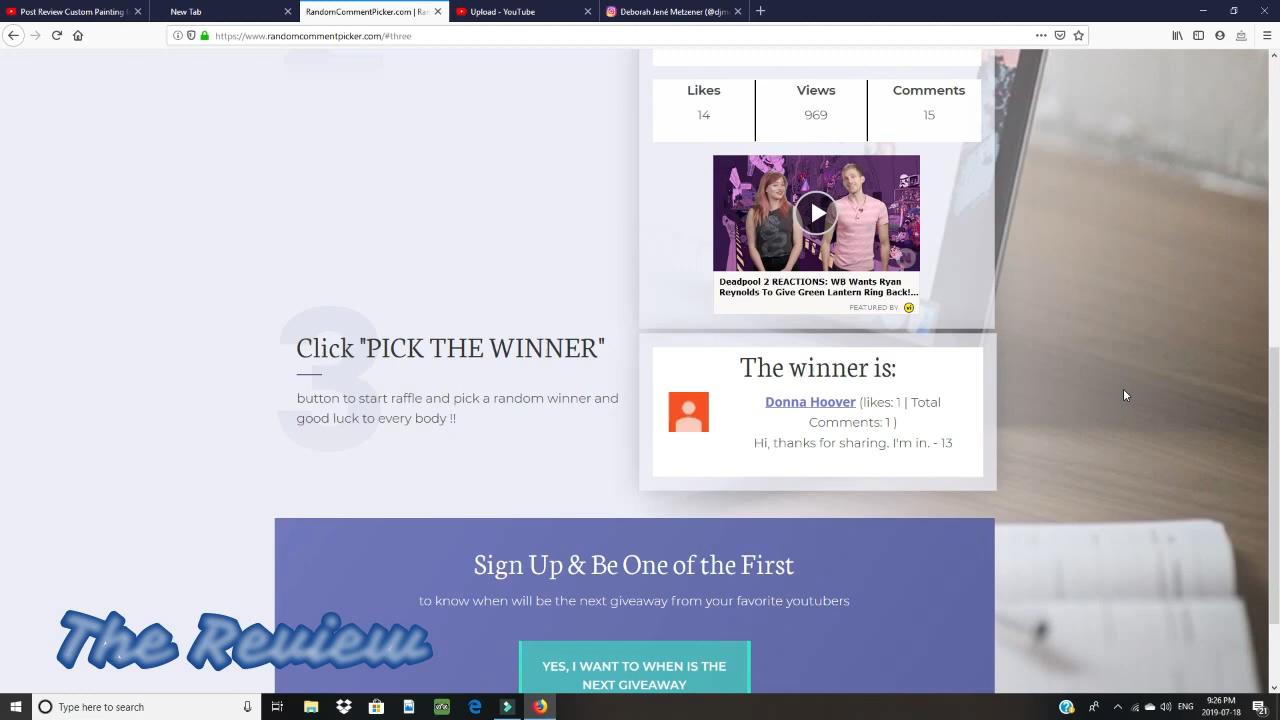 Post Review Custom Painting
New Tab
RandomCommentPicker.com | Ran
Upload - YouTube
Deborah Jené Metzener (@djm
https://www.randomcommentpicker.com/#three
Likes
Views
Comments
14
969
15
Deadpool 2 REACTIONS: WB Wants Ryan
Reynolds To Give Green Lantern Ring Back!...
FEATURED BY
3
Click "PICK THE WINNER"
button to start raffle and pick a random winner and
good luck to every body !!
The winner is:
Donna Hoover (likes: 1 | Total
Comments: 1 )
Hi, thanks for sharing. I'm in. - 13
Sign Up & Be One of the First
to know when will be the next giveaway from your favorite youtubers
YES, I WANT TO WHEN IS THE
NEXT GIVEAWAY
The Review
Type here to search
9:26 PM
ENG
2019-07-18
21